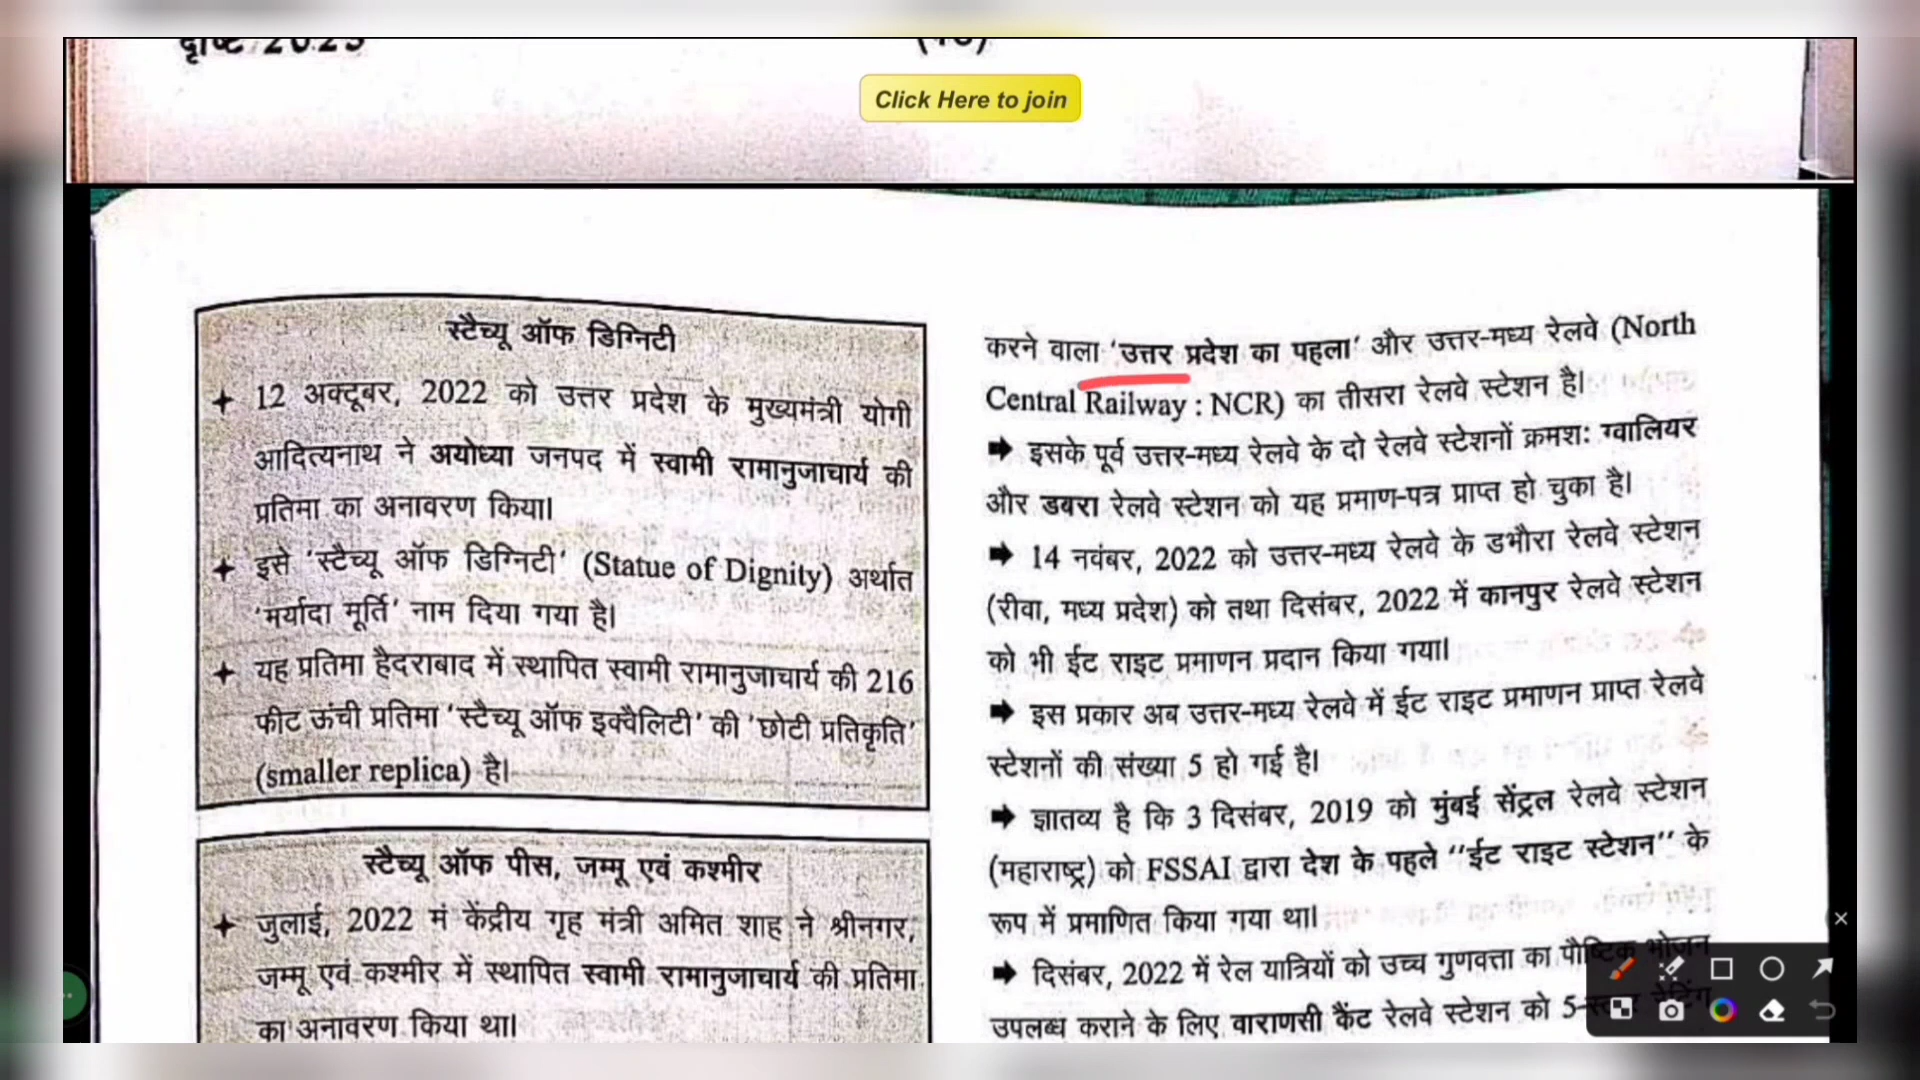 दृष्टि 2023
Click Here to join
स्टैच्यू ऑफ डिग्निटी
12 अक्टूबर, 2022 को उत्तर प्रदेश के मुख्यमंत्री योगी
आदित्यनाथ ने अयोध्या जनपद में स्वामी रामानुजाचार्य की
प्रतिमा का अनावरण किया।
इसे 'स्टैच्यू ऑफ डिग्निटी' (Statue of Dignity) अर्थात
'मर्यादा मूर्ति' नाम दिया गया है।
यह प्रतिमा हैदराबाद में स्थापित स्वामी रामानुजाचार्य की 216
फीट ऊंची प्रतिमा 'स्टैच्यू ऑफ इक्वैलिटी' की 'छोटी प्रतिकृति'
(smaller replica) है।
स्टैच्यू ऑफ पीस, जम्मू एवं कश्मीर
जुलाई, 2022 मं केंद्रीय गृह मंत्री अमित शाह ने श्रीनगर,
जम्मू एवं कश्मीर में स्थापित स्वामी रामानुजाचार्य की प्रतिमा
का अनावरण किया था।
करने वाला 'उत्तर प्रदेश का पहला' और उत्तर-मध्य रेलवे (North
Central Railway : NCR) का तीसरा रेलवे स्टेशन है।
➡ इसके पूर्व उत्तर-मध्य रेलवे के दो रेलवे स्टेशनों क्रमशः ग्वालियर
और डबरा रेलवे स्टेशन को यह प्रमाण-पत्र प्राप्त हो चुका है।
➡ 14 नवंबर, 2022 को उत्तर-मध्य रेलवे के डभौरा रेलवे स्टेशन
(रीवा, मध्य प्रदेश) को तथा दिसंबर, 2022 में कानपुर रेलवे स्टेशन
को भी ईट राइट प्रमाणन प्रदान किया गया।
➡ इस प्रकार अब उत्तर-मध्य रेलवे में ईट राइट प्रमाणन प्राप्त रेलवे
स्टेशनों की संख्या 5 हो गई है।
➡ ज्ञातव्य है कि 3 दिसंबर, 2019 को मुंबई सेंट्रल रेलवे स्टेशन
(महाराष्ट्र) को FSSAI द्वारा देश के पहले "ईट राइट स्टेशन" के
रूप में प्रमाणित किया गया था।
➡ दिसंबर, 2022 में रेल यात्रियों को उच्च गुणवत्ता का पौष्टिक भोजन
उपलब्ध कराने के लिए वाराणसी कैंट रेलवे स्टेशन को 5-स्टार रेटिंग